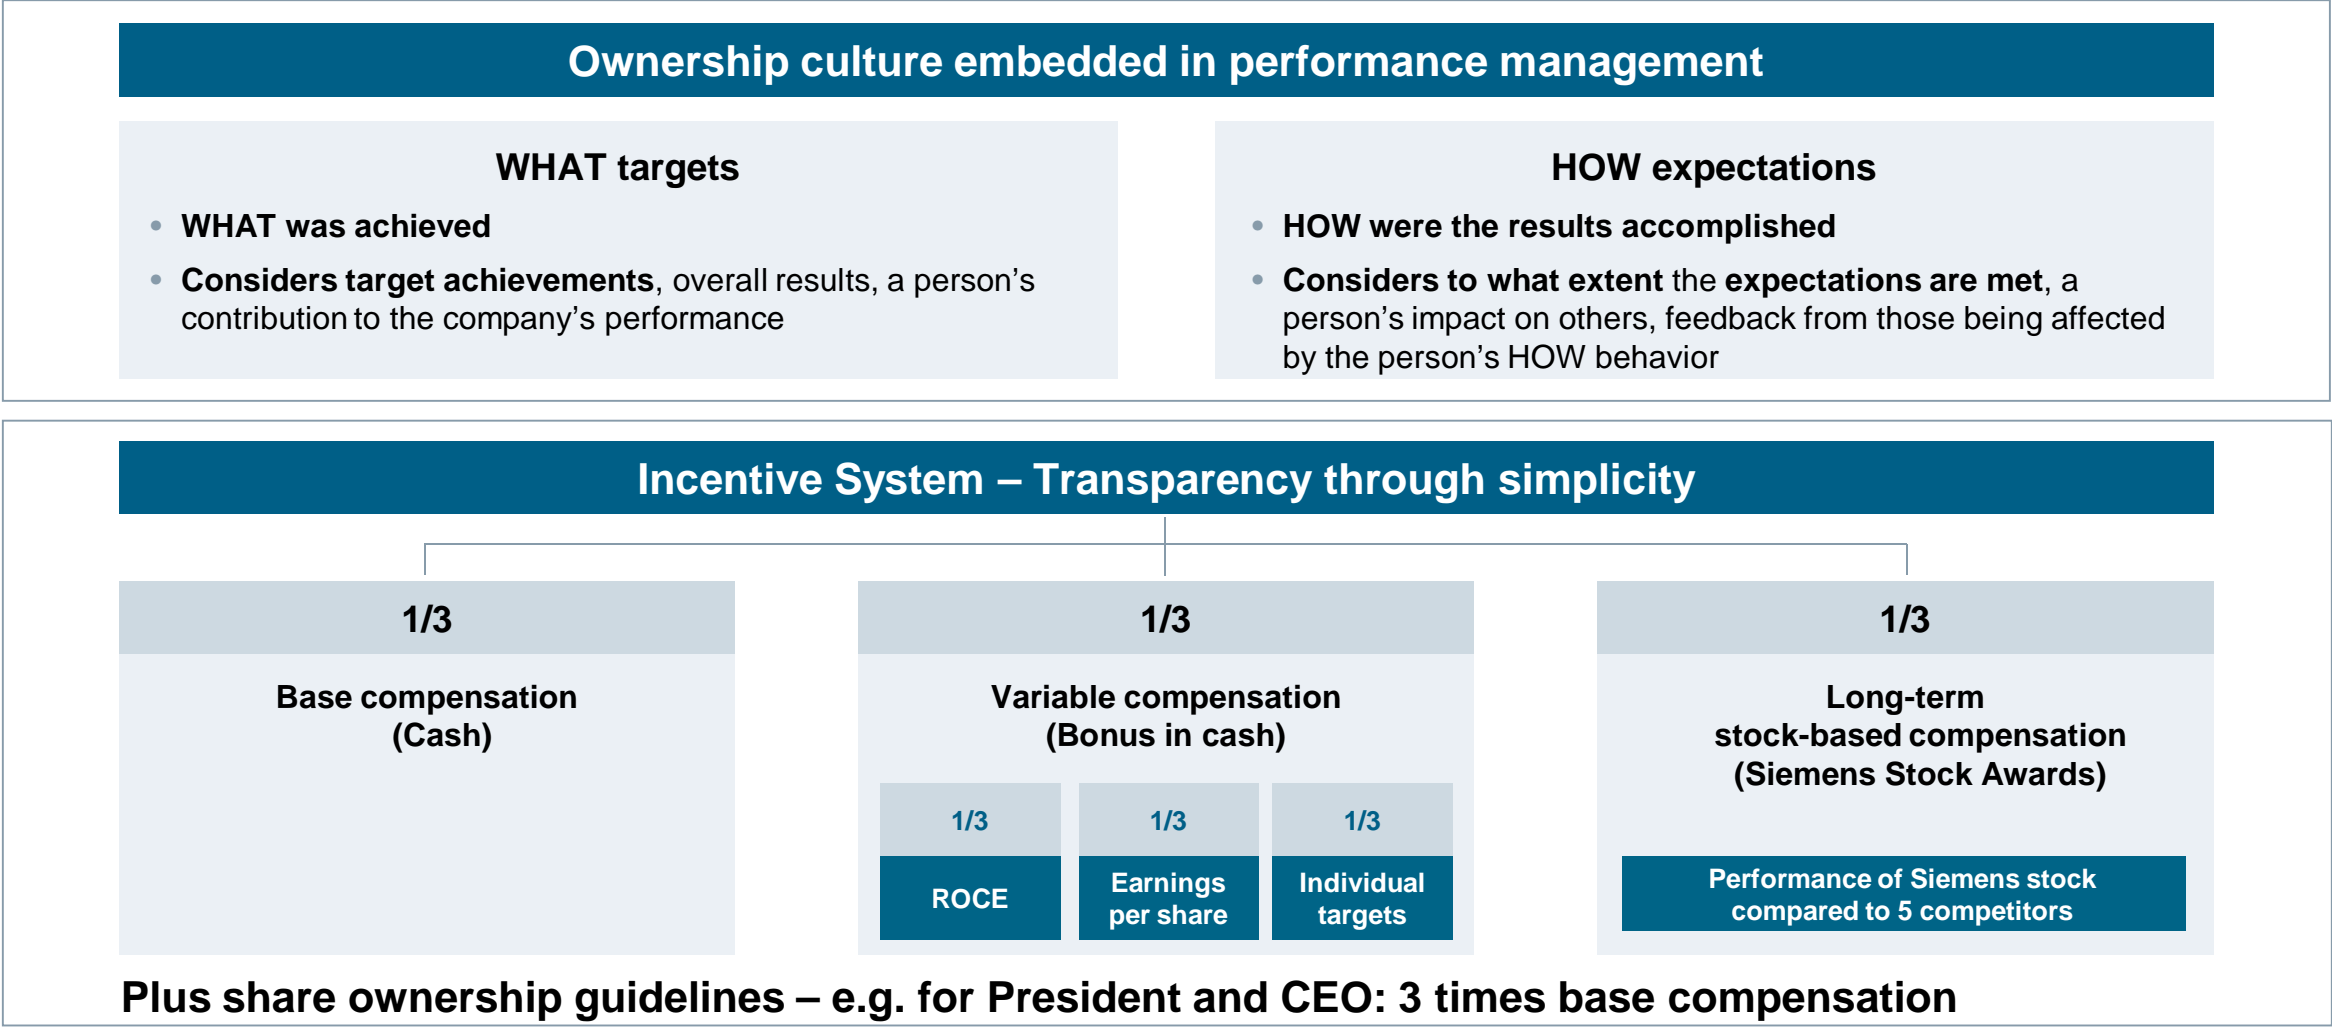 Ownership culture embedded in performance management
WHAT targets
• WHAT was achieved
• Considers target achievements, overall results, a person’s
contribution to the company’s performance
HOW expectations
• HOW were the results accomplished
• Considers to what extent the expectations are met, a
person’s impact on others, feedback from those being affected
by the person’s HOW behavior
Incentive System – Transparency through simplicity
1/3
Base compensation
(Cash)
1/3
Variable compensation
(Bonus in cash)
1/3
ROCE
1/3
Earnings
per share
1/3
Individual
targets
1/3
Long-term
stock-based compensation
(Siemens Stock Awards)
Performance of Siemens stock
compared to 5 competitors
Plus share ownership guidelines – e.g. for President and CEO: 3 times base compensation